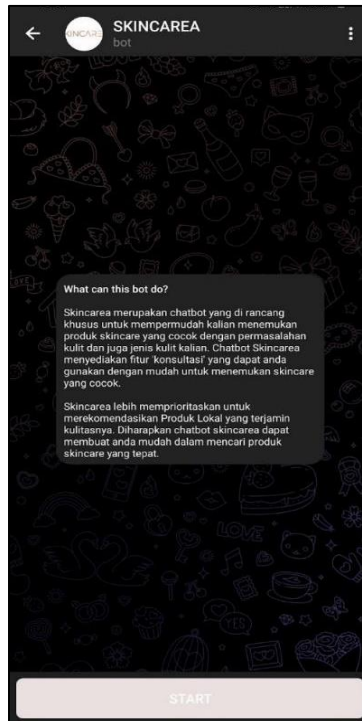 SKINCAREA
bot
What can this bot do?
Skincarea merupakan chatbot yang di rancang
khusus untuk mempermudah kalian menemukan
produk skincare yang cocok dengan permasalahan
kulit dan juga jenis kulit kalian. Chatbot Skincarea
menyediakan fitur 'konsultasi' yang dapat anda
gunakan dengan mudah untuk menemukan skincare
yang cocok.
Skincarea lebih memprioritaskan untuk
merekomendasikan Produk Lokal yang terjamin
kulitasnya. Diharapkan chatbot skincarea dapat
membuat anda mudah dalam mencari produk
skincare yang tepat.
LOVE
YES
START